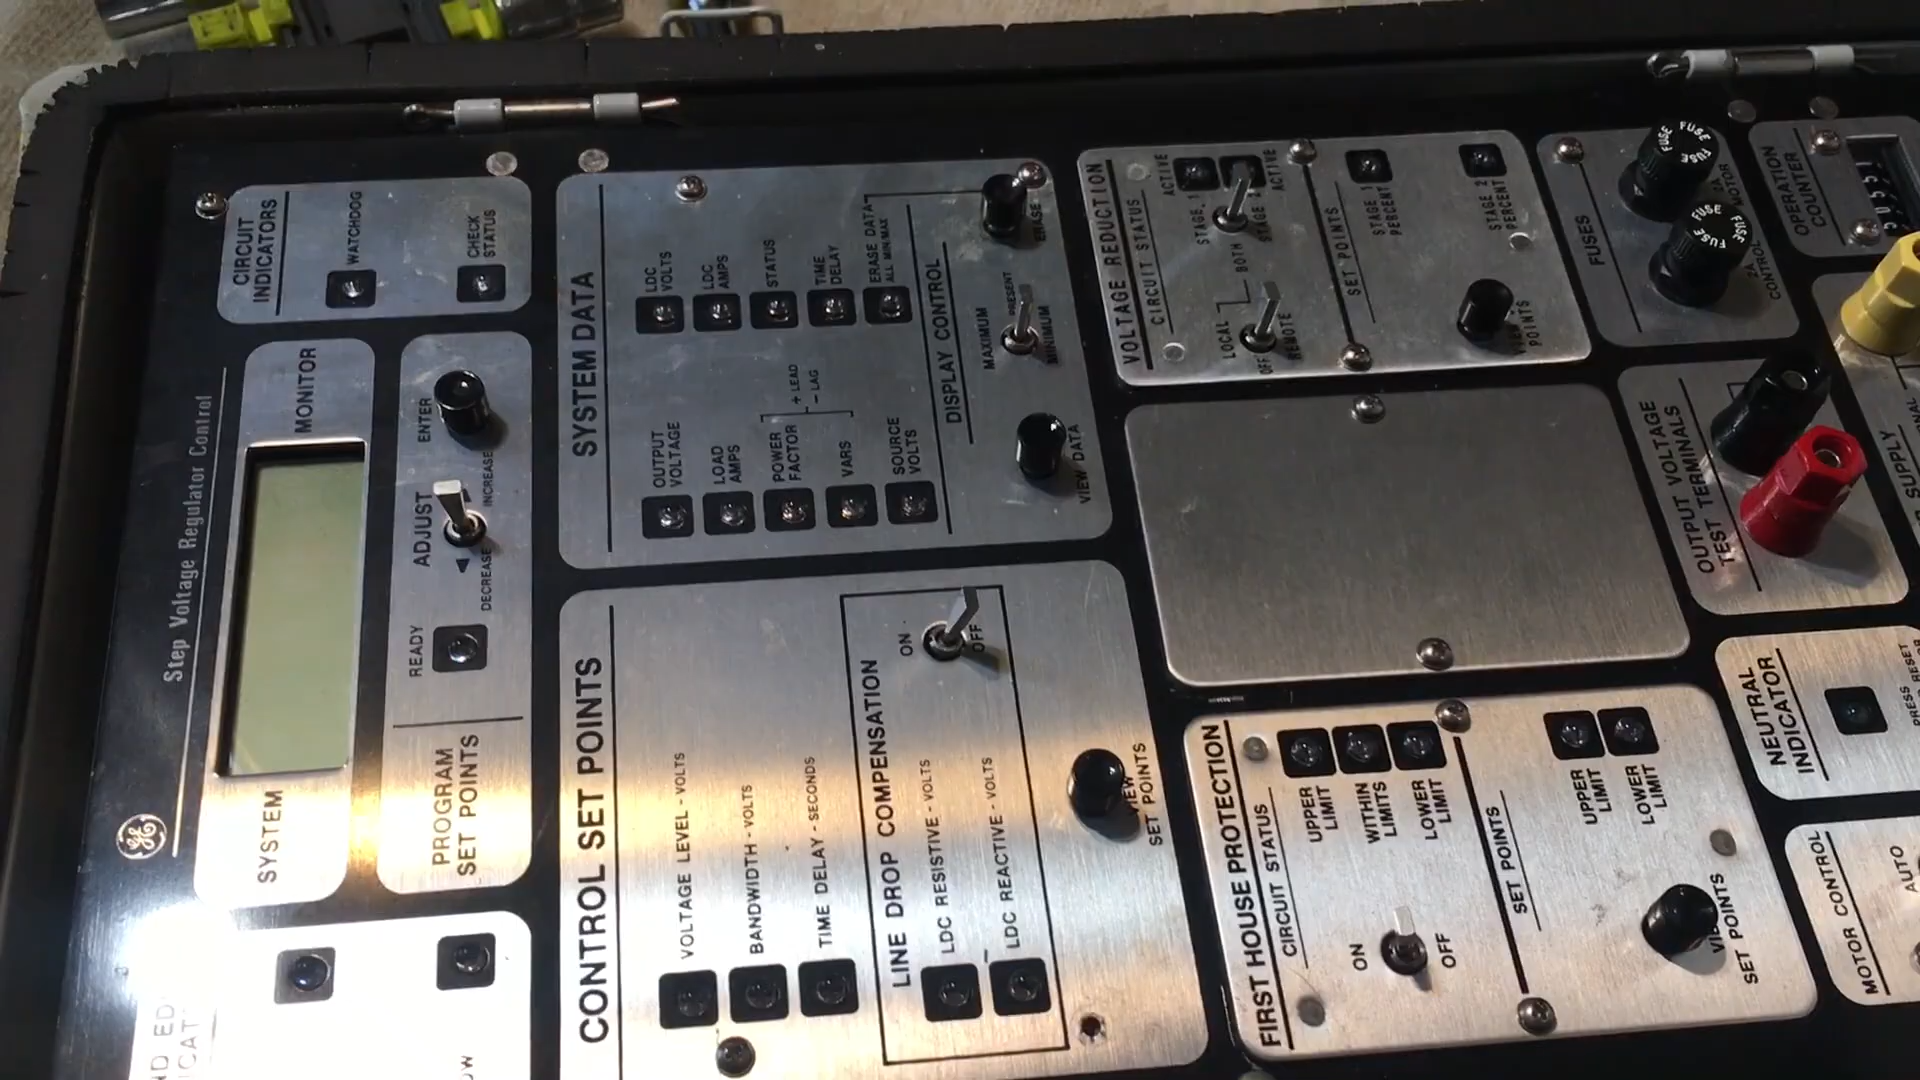 Step Voltage Regulator Control
GE
CIRCUIT
INDICATORS
WATCHDOG
CHECK
STATUS
MONITOR
SYSTEM
ENTER
ADJUST
INCREASE
DECREASE
READY
PROGRAM
SET POINTS
SYSTEM DATA
LDC
VOLTS
LDC
AMPS
STATUS
TIME
DELAY
ERASE DATA
ALL MIN/MAX
OUTPUT
VOLTAGE
LOAD
AMPS
POWER
FACTOR
+ LEAD
- LAG
VARS
SOURCE
VOLTS
DISPLAY CONTROL
ERASE
MAXIMUM
PRESENT
MINIMUM
VIEW DATA
CONTROL SET POINTS
VOLTAGE LEVEL - VOLTS
BANDWIDTH - VOLTS
TIME DELAY - SECONDS
LINE DROP COMPENSATION
ON
OFF
LDC RESISTIVE - VOLTS
LDC REACTIVE - VOLTS
VIEW
SET POINTS
VOLTAGE REDUCTION
CIRCUIT STATUS
ACTIVE
ACTIVE
STAGE 1
STAGE
BOTH
LOCAL
OFF
REMOTE
SET POINTS
STAGE 1
PERCENT
STAGE 2
PERCENT
POINTS
FIRST HOUSE PROTECTION
CIRCUIT STATUS
UPPER
LIMIT
WITHIN
LIMITS
LOWER
LIMIT
ON
OFF
SET POINTS
UPPER
LIMIT
LOWER
LIMIT
SET POINTS
FUSES
FUSE FUSE FUSE
MOTOR
FUSE FUSE FUSE
2A
CONTROL
OPERATION
COUNTER
OUTPUT VOLTAGE
TEST TERMINALS
SUPPLY
NEUTRAL
INDICATOR
PRESS RESET
MOTOR CONTROL
AUTO